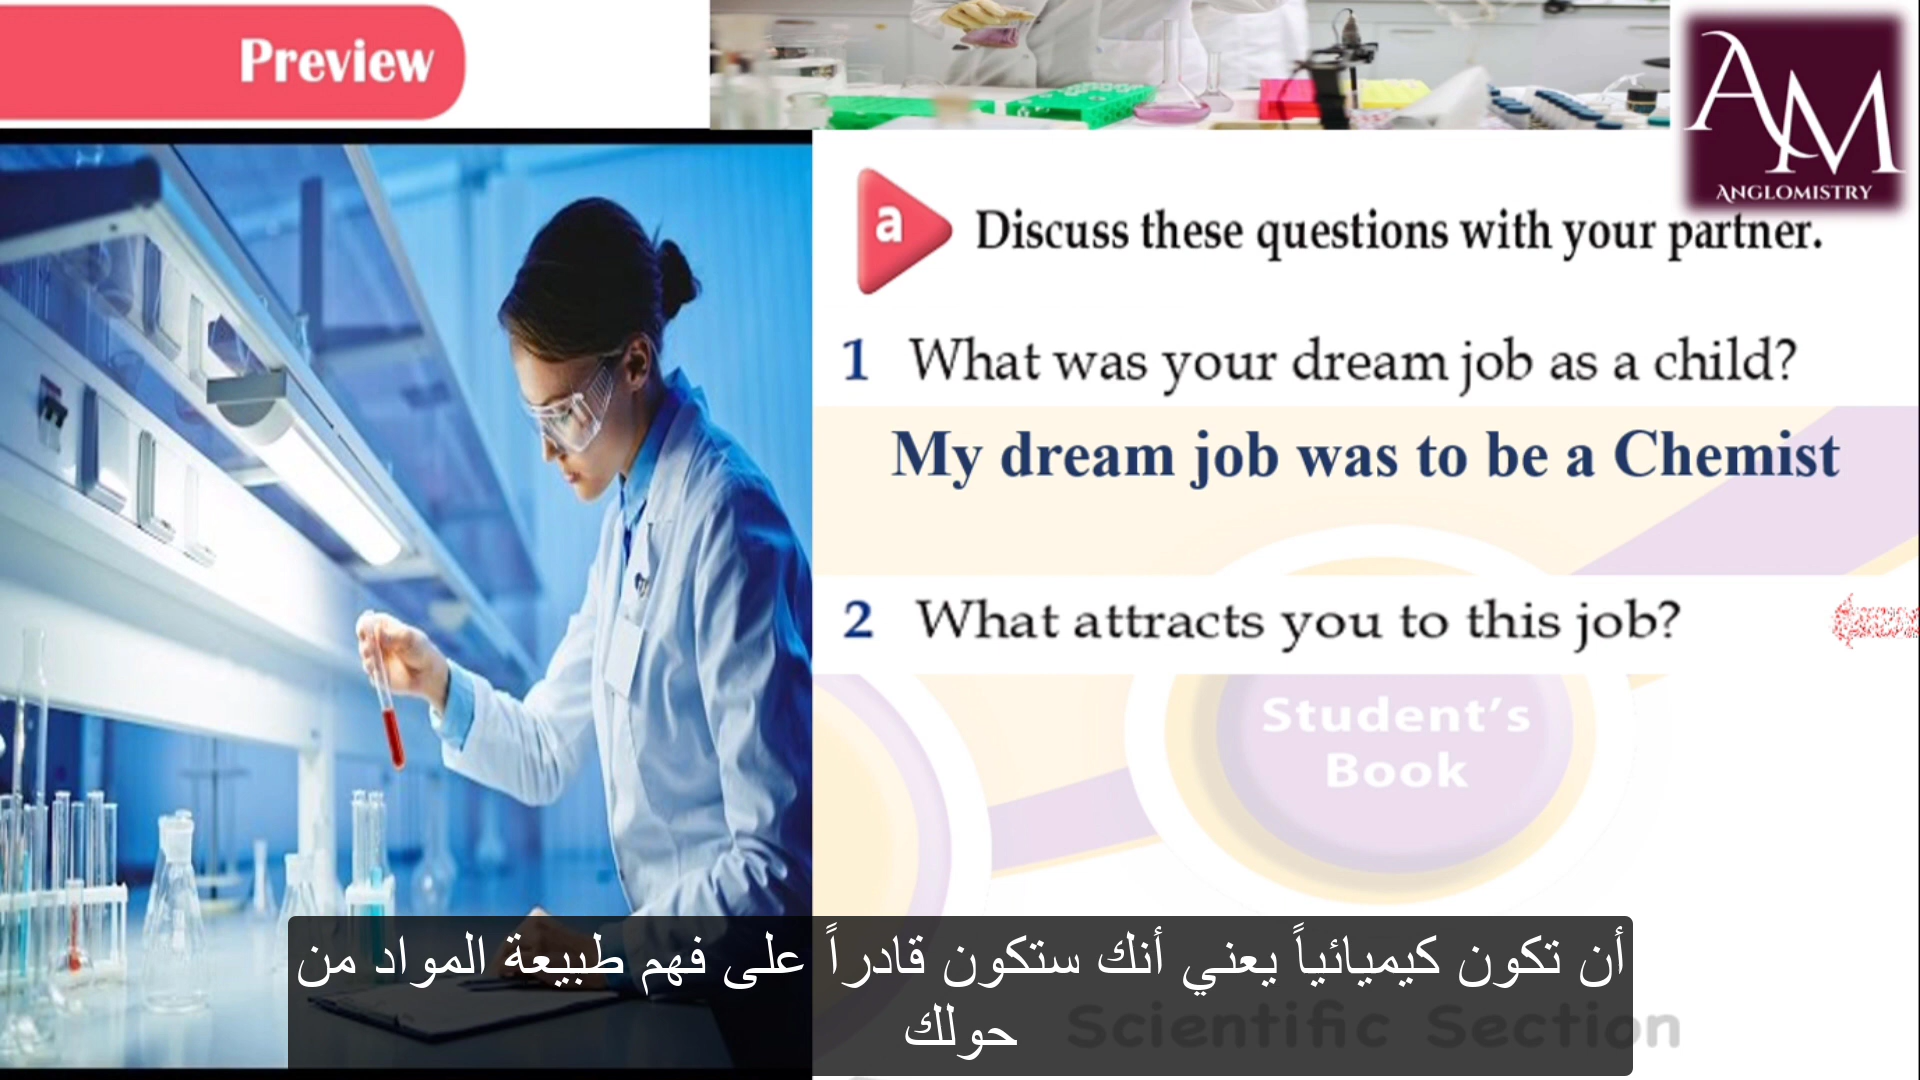 Preview
AM
ANGLOMISTRY
a Discuss these questions with your partner.
1 What was your dream job as a child?
My dream job was to be a Chemist
2 What attracts you to this job?
Student's
Book
Scientific Section
أن تكون كيميائياً يعني أنك ستكون قادراً على فهم طبيعة المواد من
حولك